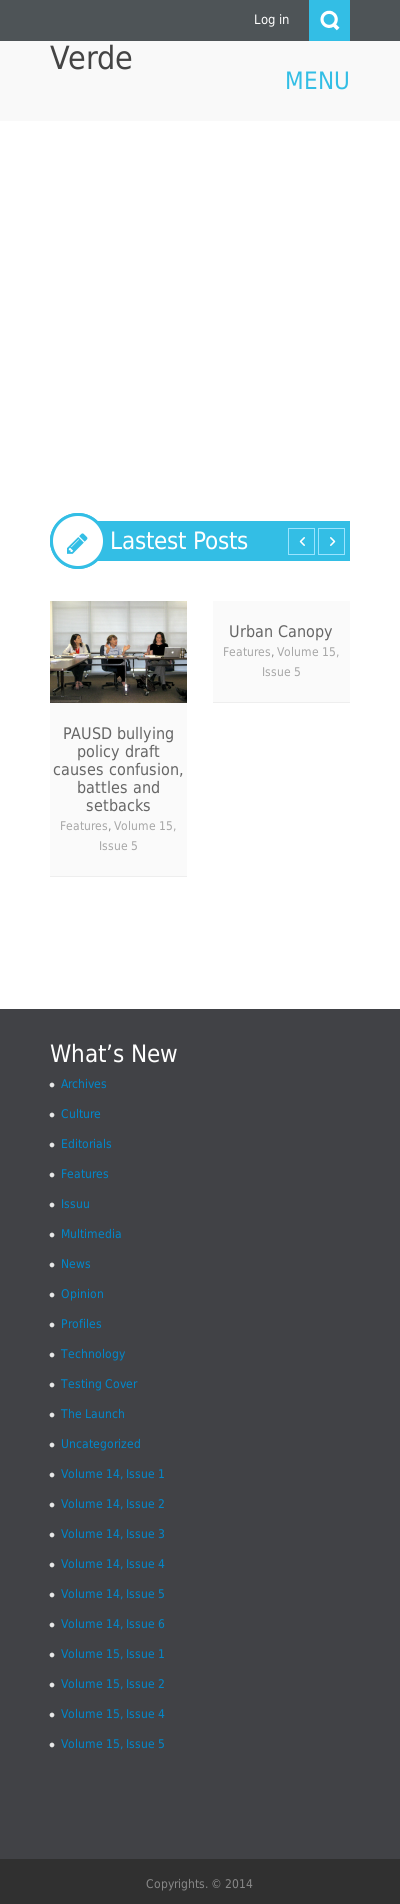 Log in
Verde
MENU
Lastest Posts
PAUSD bullying
policy draft
causes confusion,
battles and
setbacks
Features, Volume 15,
Issue 5
Urban Canopy
Features, Volume 15,
Issue 5
What’s New
Archives
Culture
Editorials
Features
Issuu
Multimedia
News
Opinion
Profiles
Technology
Testing Cover
The Launch
Uncategorized
Volume 14, Issue 1
Volume 14, Issue 2
Volume 14, Issue 3
Volume 14, Issue 4
Volume 14, Issue 5
Volume 14, Issue 6
Volume 15, Issue 1
Volume 15, Issue 2
Volume 15, Issue 4
Volume 15, Issue 5
Copyrights. © 2014